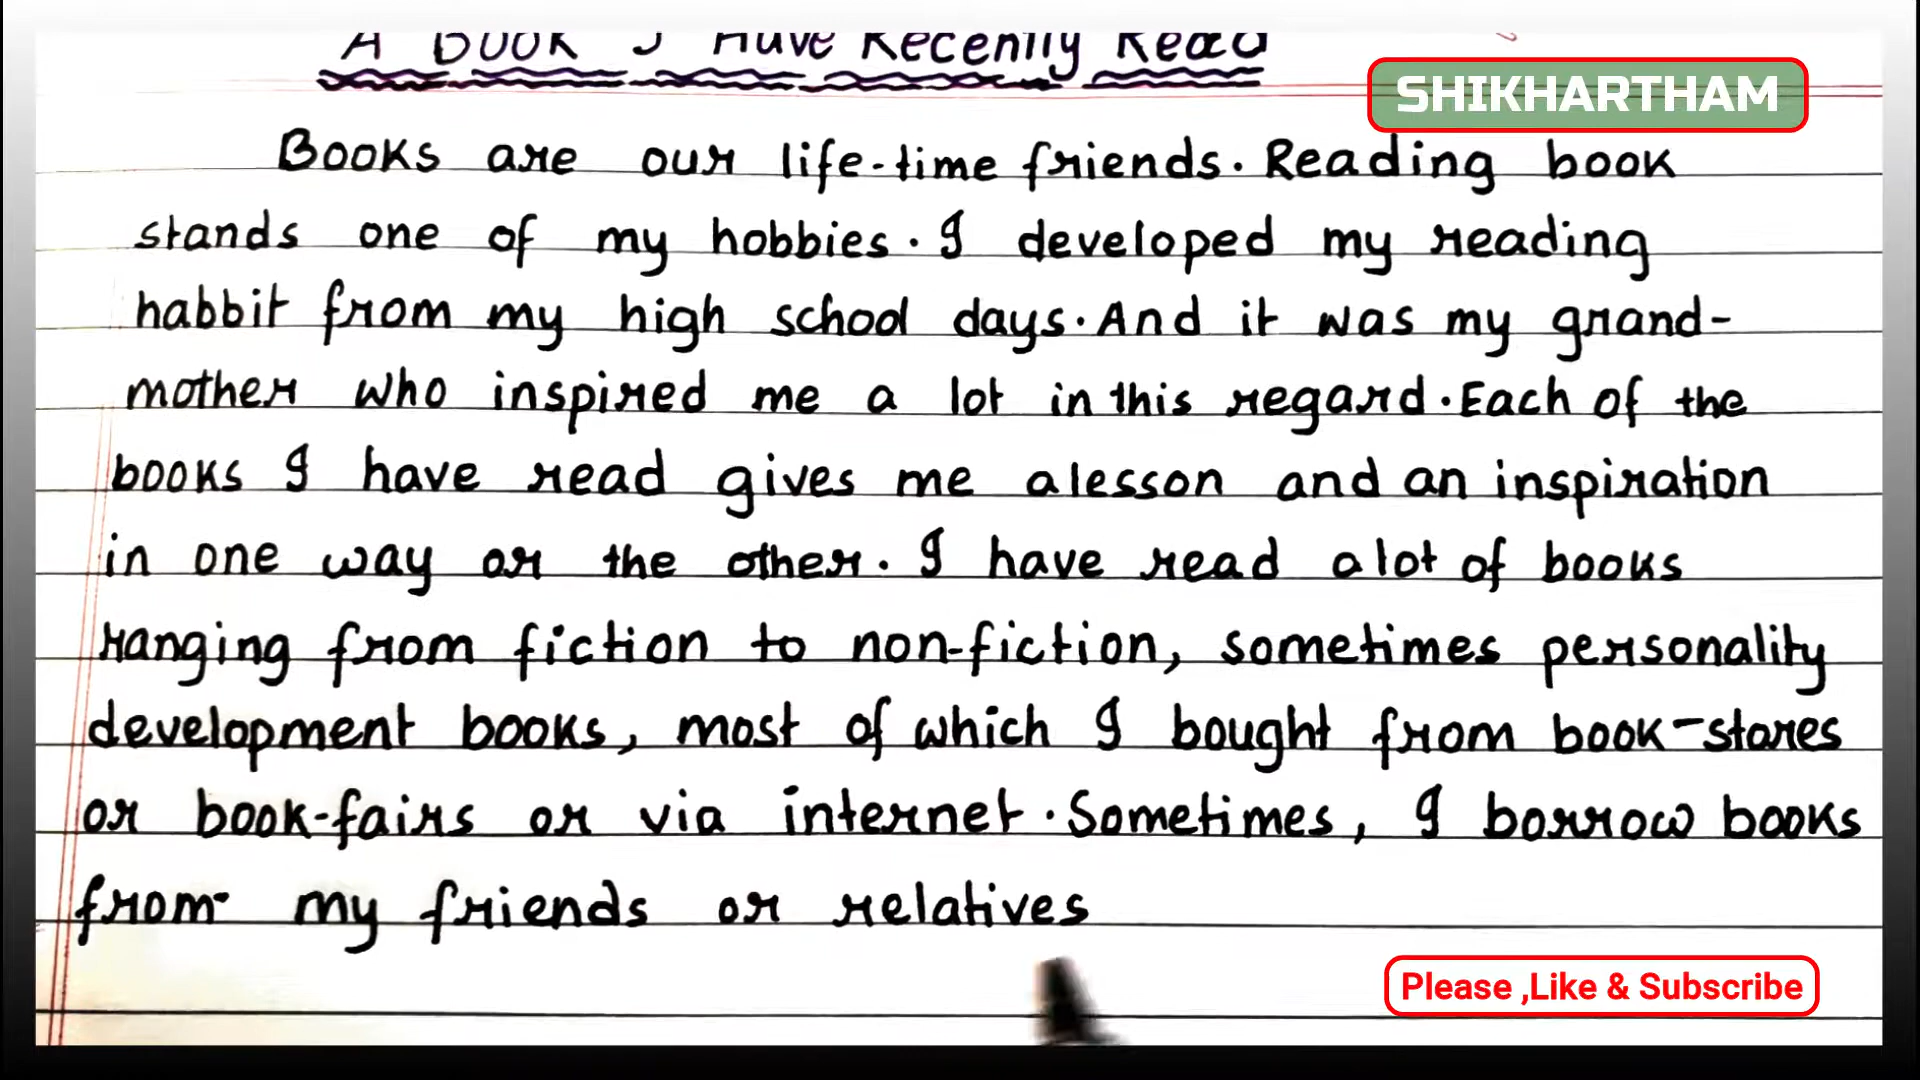 A Book I Have Recently Read
SHIKHARTHAM
Books are our life-time friends. Reading book
stands one of my hobbies. I developed my reading
habbit from my high school days. And it was my grand-
mother who inspired me a lot in this regard. Each of the
books I have read gives me a lesson and an inspiration
in one way or the other. I have read a lot of books
ranging from fiction to non-fiction, sometimes personality
development books, most of which I bought from book-stores
or book-fairs or via internet. Sometimes, I borrow books
from my friends or relatives
Please ,Like & Subscribe